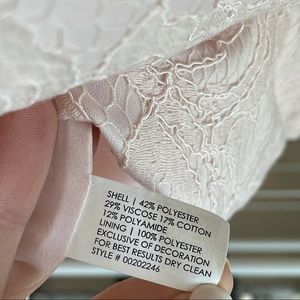 SHELL | 42% POLYESTER
29% VISCOSE 17% COTTON
12% POLYAMIDE
LINING | 100% POLYESTER
EXCLUSIVE OF DECORATION
FOR BEST RESULTS DRY CLEAN
STYLE # 00202246